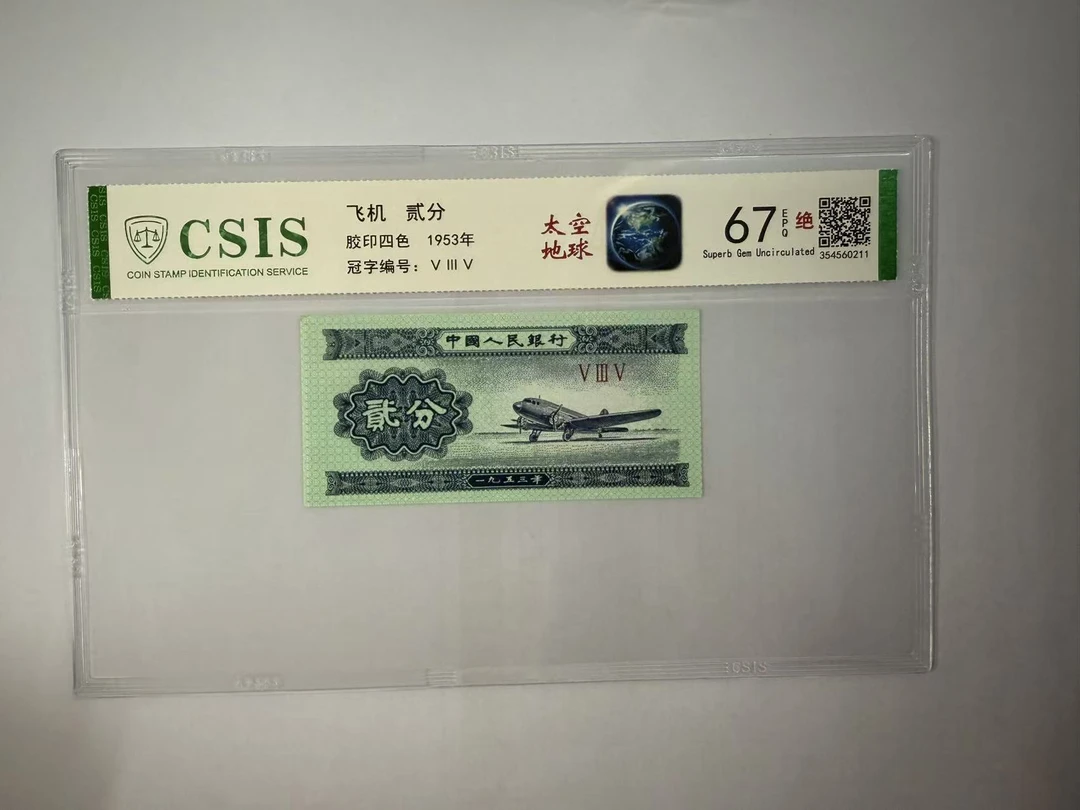 CSIS
COIN STAMP IDENTIFICATION SERVICE
飞机 贰分
胶印四色 1953年
冠字编号：V III V
太空
地球
67 EPQ 绝
Superb Gem Uncirculated
354560211
中國人民銀行
V III V
貳分
一九五三年
CSIS
CSIS